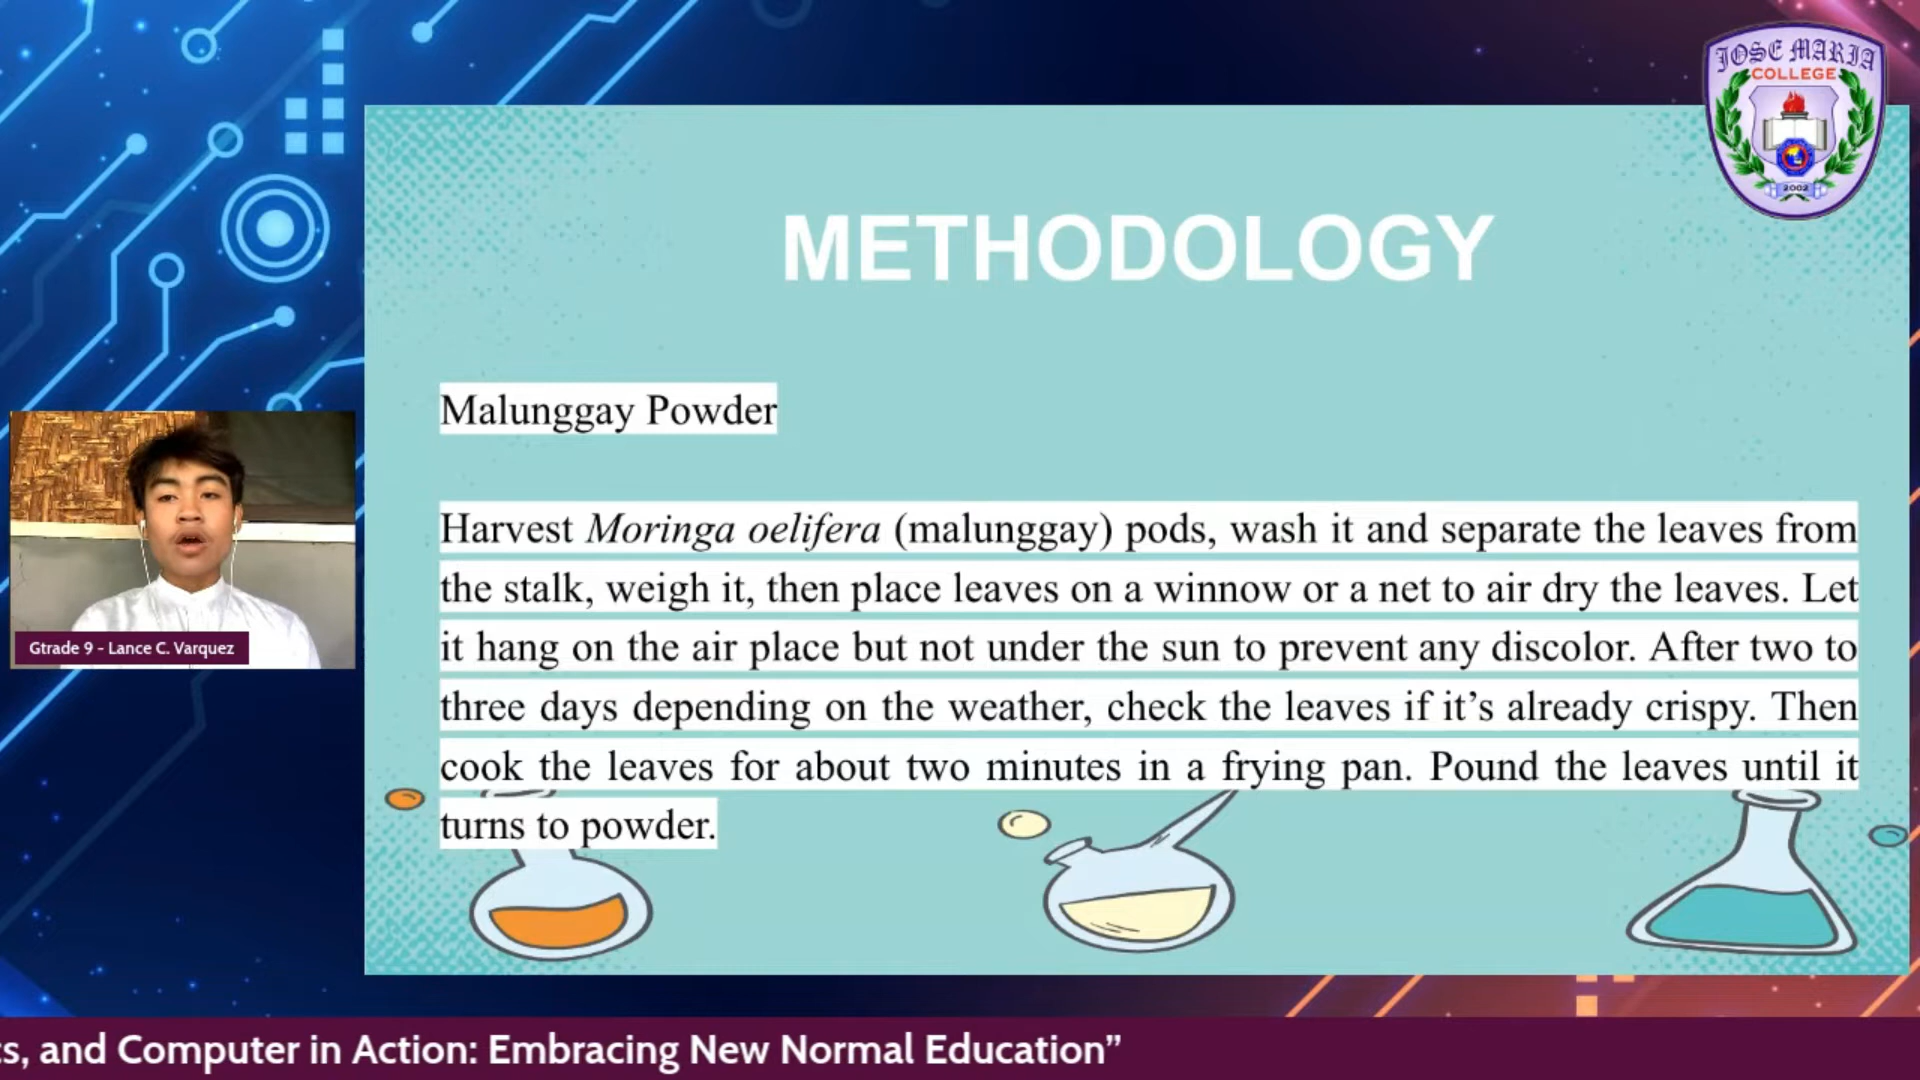 JOSE MARIA
COLLEGE
2002
METHODOLOGY
Malunggay Powder
Harvest Moringa oelifera (malunggay) pods, wash it and separate the leaves from
the stalk, weigh it, then place leaves on a winnow or a net to air dry the leaves. Let
it hang on the air place but not under the sun to prevent any discolor. After two to
three days depending on the weather, check the leaves if it’s already crispy. Then
cook the leaves for about two minutes in a frying pan. Pound the leaves until it
turns to powder.
Gtrade 9 - Lance C. Varquez
s, and Computer in Action: Embracing New Normal Education”